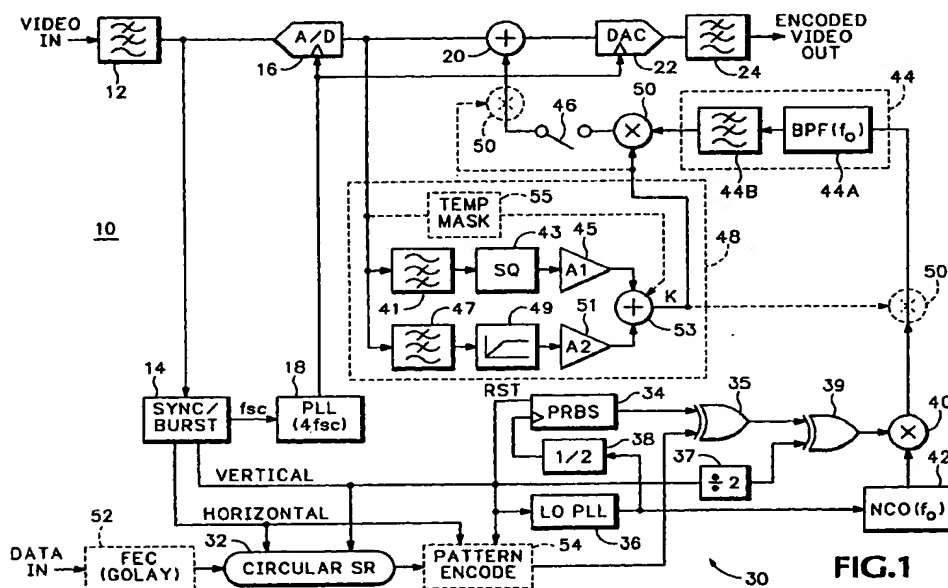 VIDEO IN
12
A/D
16
20
DAC
22
24
ENCODED
VIDEO
OUT
50
46
50
44
BPF(fo)
44B
44A
10
TEMP
MASK
55
43
45
48
SQ
A1
41
47
49
51
K
53
A2
50
14
SYNC/
BURST
fsc
18
PLL
(4fsc)
RST
34
PRBS
35
39
40
1/2
38
37
÷2
42
VERTICAL
LO PLL
36
NCO(fo)
HORIZONTAL
52
DATA
IN
FEC
(GOLAY)
32
CIRCULAR SR
PATTERN
ENCODE
54
30
FIG.1